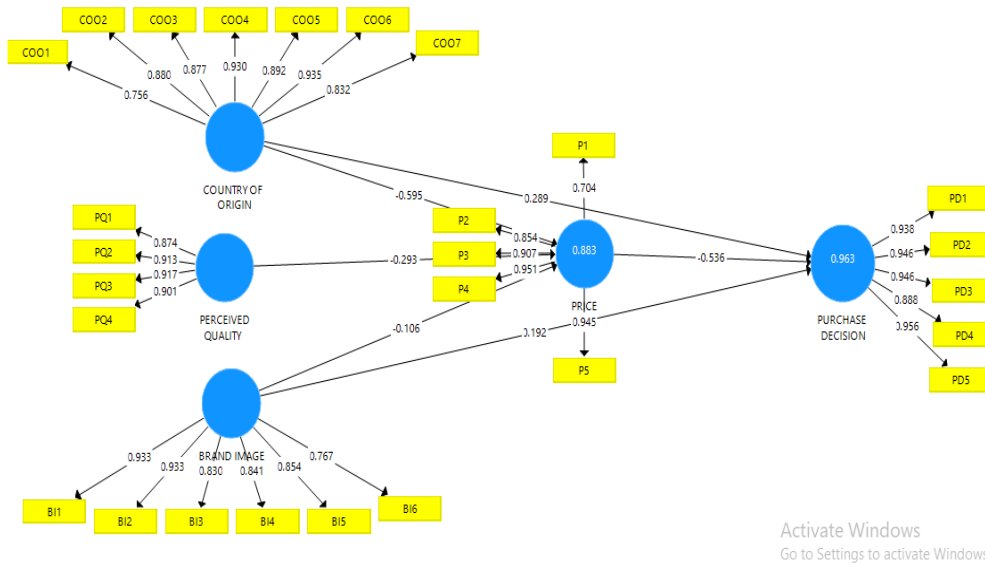 COO2
COO3
COO4
COO5
COO6
COO1
COO7
0.756
0.880
0.877
0.930
0.892
0.935
0.832
COUNTRY OF
ORIGIN
P1
0.704
-0.595
0.289
PQ1
PQ2
PQ3
PQ4
0.874
0.913
0.917
0.901
PERCEIVED
QUALITY
-0.293
P2
P3
P4
0.854
0.907
0.951
0.883
PRICE
0.945
P5
-0.536
-0.106
0.192
0.963
PURCHASE
DECISION
PD1
PD2
PD3
PD4
PD5
0.938
0.946
0.946
0.888
0.956
BRAND IMAGE
0.933
0.933
0.830
0.841
0.854
0.767
BI1
BI2
BI3
BI4
BI5
BI6
Activate Windows
Go to Settings to activate Windows